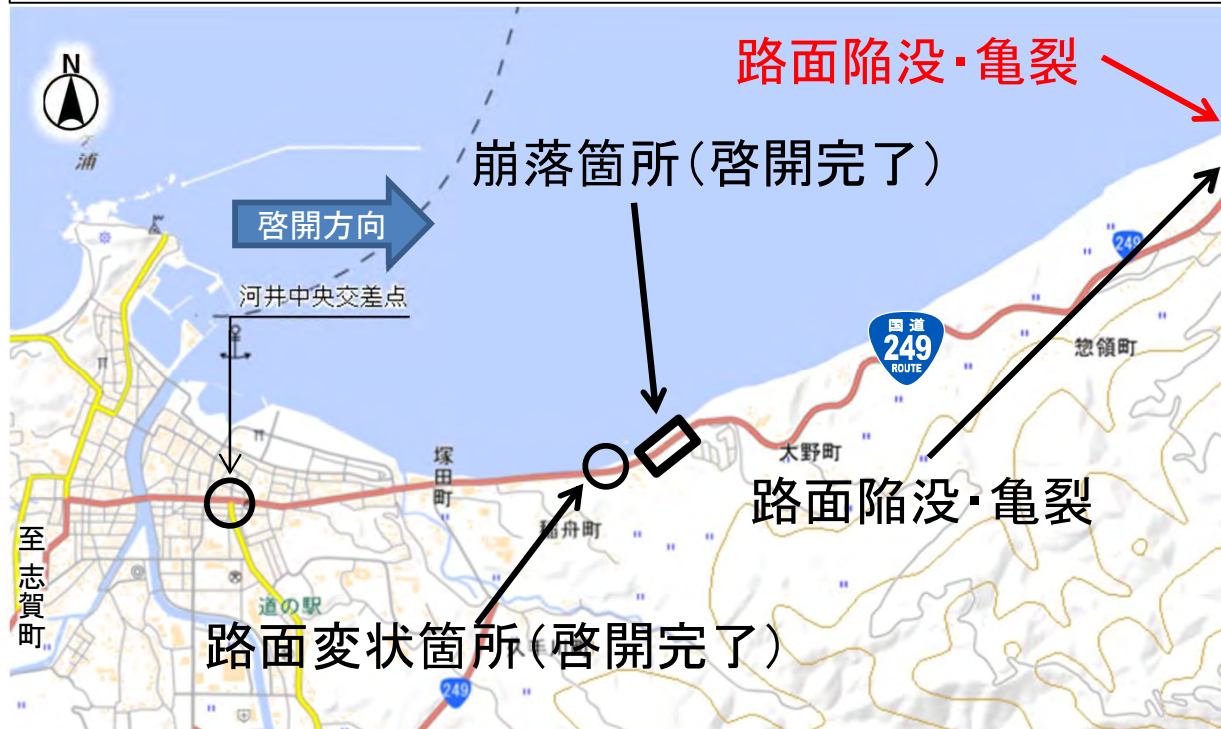 N
路面陥没・亀裂
浦
崩落箇所(啓開完了)
啓開方向
249
河井中央交差点
国道
249
ROUTE
惣領町
塚田町
大野町
路面陥没・亀裂
稲舟町
至 志賀町
道の駅
路面変状箇所(啓開完了)
249